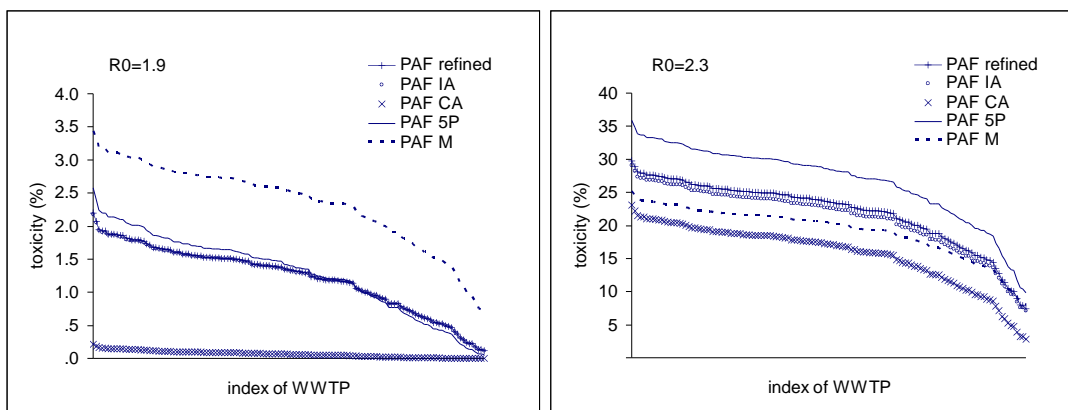 R0=1.9
PAF refined
PAF IA
PAF CA
PAF 5P
PAF M
4.0
3.5
3.0
2.5
2.0
1.5
1.0
.5
.0
toxicity (%)
index of WWTP
R0=2.3
PAF refined
PAF IA
PAF CA
PAF 5P
PAF M
40
35
30
25
20
15
10
5
toxicity (%)
index of WWTP